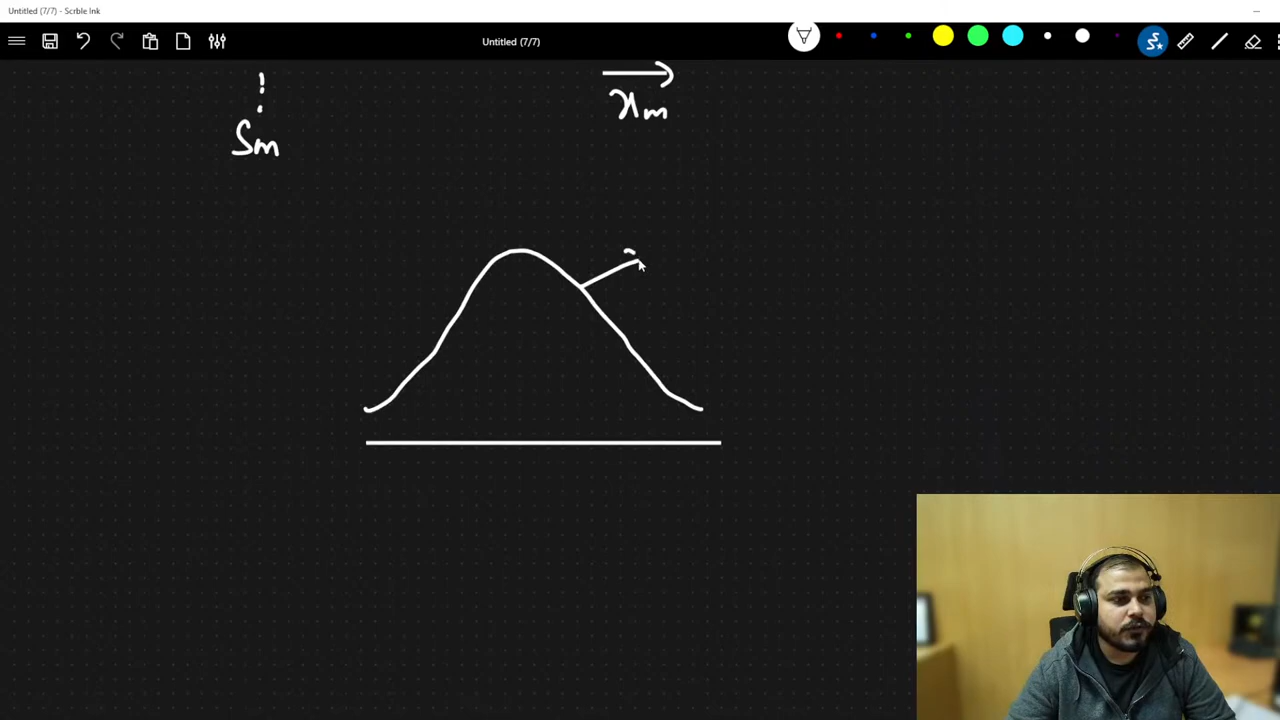 Untitled (7/7) - Scrble Ink
Untitled (7/7)
Sm
xm